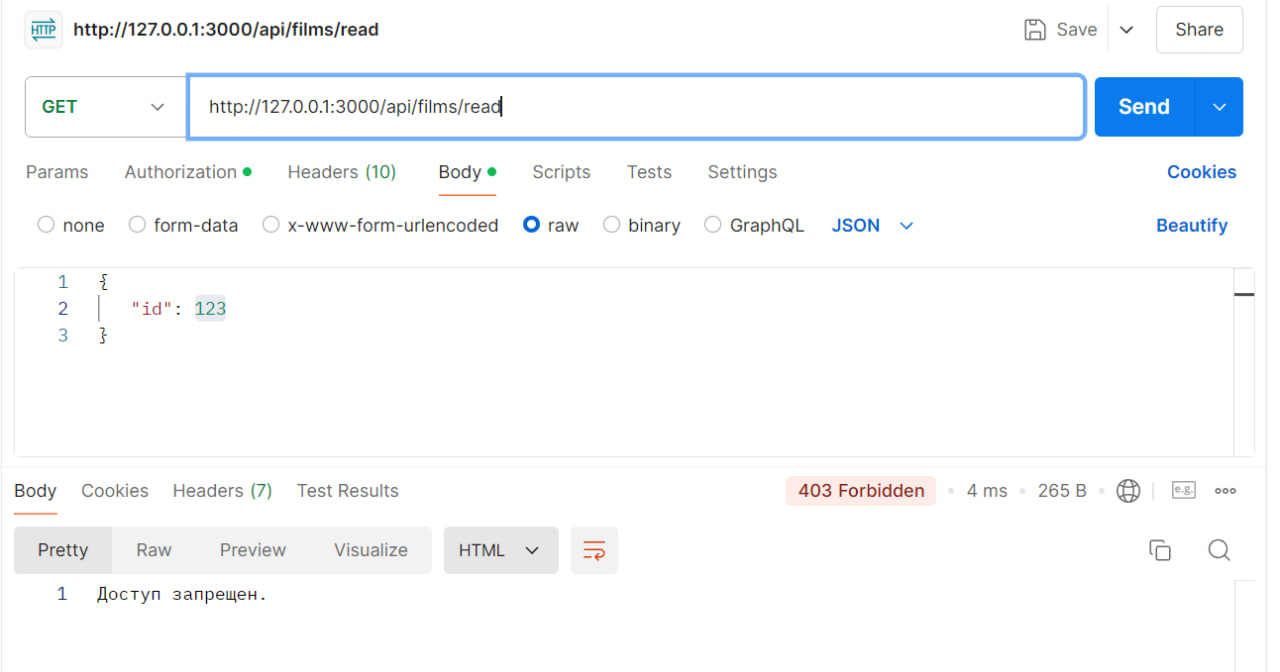 HTTP http://127.0.0.1:3000/api/films/read Save Share
GET http://127.0.0.1:3000/api/films/read Send
Params Authorization Headers (10) Body Scripts Tests Settings Cookies
none form-data x-www-form-urlencoded raw binary GraphQL JSON Beautify
1 {
2 "id": 123
3 }
Body Cookies Headers (7) Test Results 403 Forbidden 4 ms 265 B e.g.
Pretty Raw Preview Visualize HTML
1 Доступ запрещен.